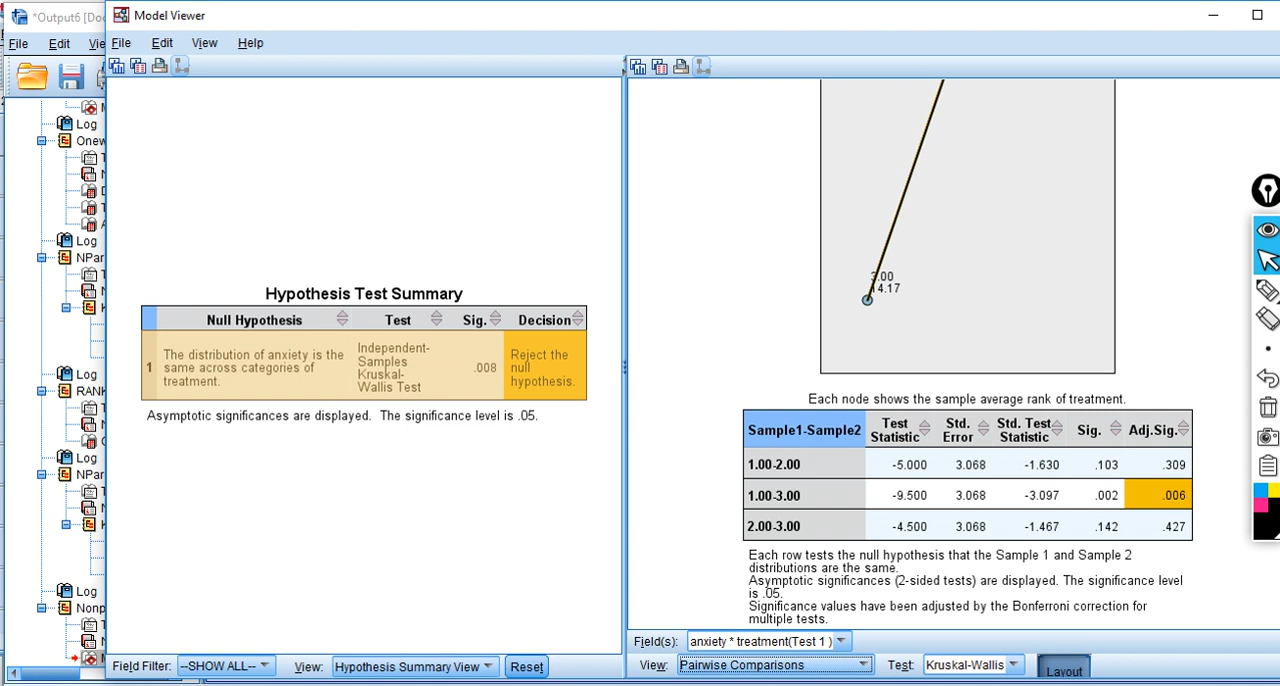 *Output6 [Doc
Model Viewer
File Edit
File Edit View Help
Log
Onew
Log
NPar
Log
RANK
Log
NPar
Log
Nonp
Hypothesis Test Summary
Null Hypothesis Test Sig. Decision
1 The distribution of anxiety is the same across categories of treatment. Independent-Samples Kruskal-Wallis Test .008 Reject the null hypothesis.
Asymptotic significances are displayed.  The significance level is .05.
Field Filter: --SHOW ALL-- View: Hypothesis Summary View Reset
3.00
14.17
Each node shows the sample average rank of treatment.
Sample1-Sample2 Test Statistic Std. Error Std. Test Statistic Sig. Adj.Sig.
1.00-2.00 -5.000 3.068 -1.630 .103 .309
1.00-3.00 -9.500 3.068 -3.097 .002 .006
2.00-3.00 -4.500 3.068 -1.467 .142 .427
Each row tests the null hypothesis that the Sample 1 and Sample 2
distributions are the same.
Asymptotic significances (2-sided tests) are displayed. The significance level
is .05.
Significance values have been adjusted by the Bonferroni correction for
multiple tests.
Field(s): anxiety * treatment(Test 1 )
View: Pairwise Comparisons Test: Kruskal-Wallis Layout